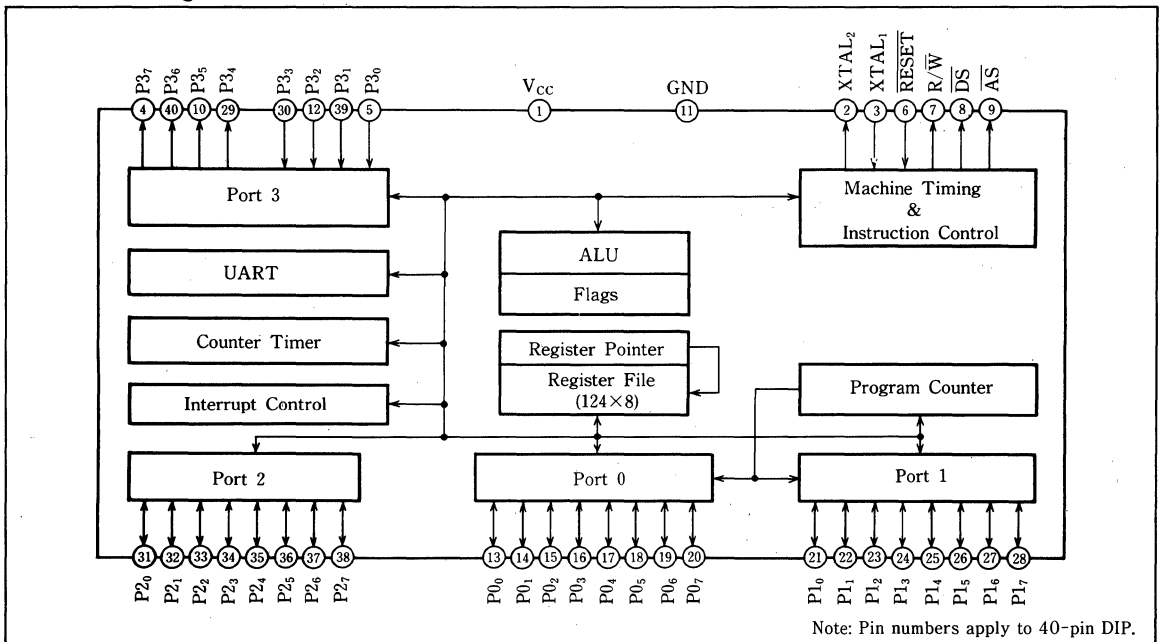 P3₇ P3₆ P3₅ P3₄ P3₃ P3₂ P3₁ P3₀ V_CC GND XTAL₂ XTAL₁ R̅E̅S̅E̅T̅ R/W̅ D̅S̅ A̅S̅
4 40 10 29 30 12 39 5 1 11 2 3 6 7 8 9
Port 3
Machine Timing
&
Instruction Control
ALU
Flags
UART
Counter Timer
Register Pointer
Register File
(124×8)
Program Counter
Interrupt Control
Port 2
Port 0
Port 1
31 32 33 34 35 36 37 38 13 14 15 16 17 18 19 20 21 22 23 24 25 26 27 28
P2₀ P2₁ P2₂ P2₃ P2₄ P2₅ P2₆ P2₇ P0₀ P0₁ P0₂ P0₃ P0₄ P0₅ P0₆ P0₇ P1₀ P1₁ P1₂ P1₃ P1₄ P1₅ P1₆ P1₇
Note: Pin numbers apply to 40-pin DIP.